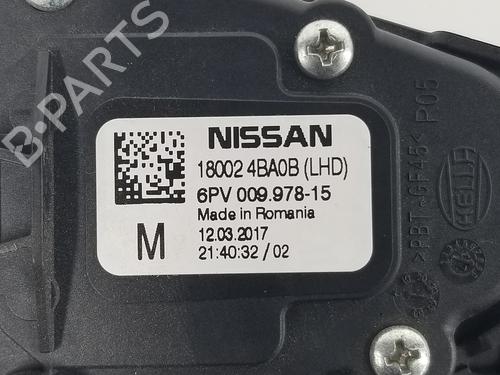 B-PARTS
NISSAN
18002 4BA0B (LHD)
6PV 009.978-15
Made in Romania
M
12.03.2017
21:40:32 / 02
HELLA
>PBT-GF45< P05